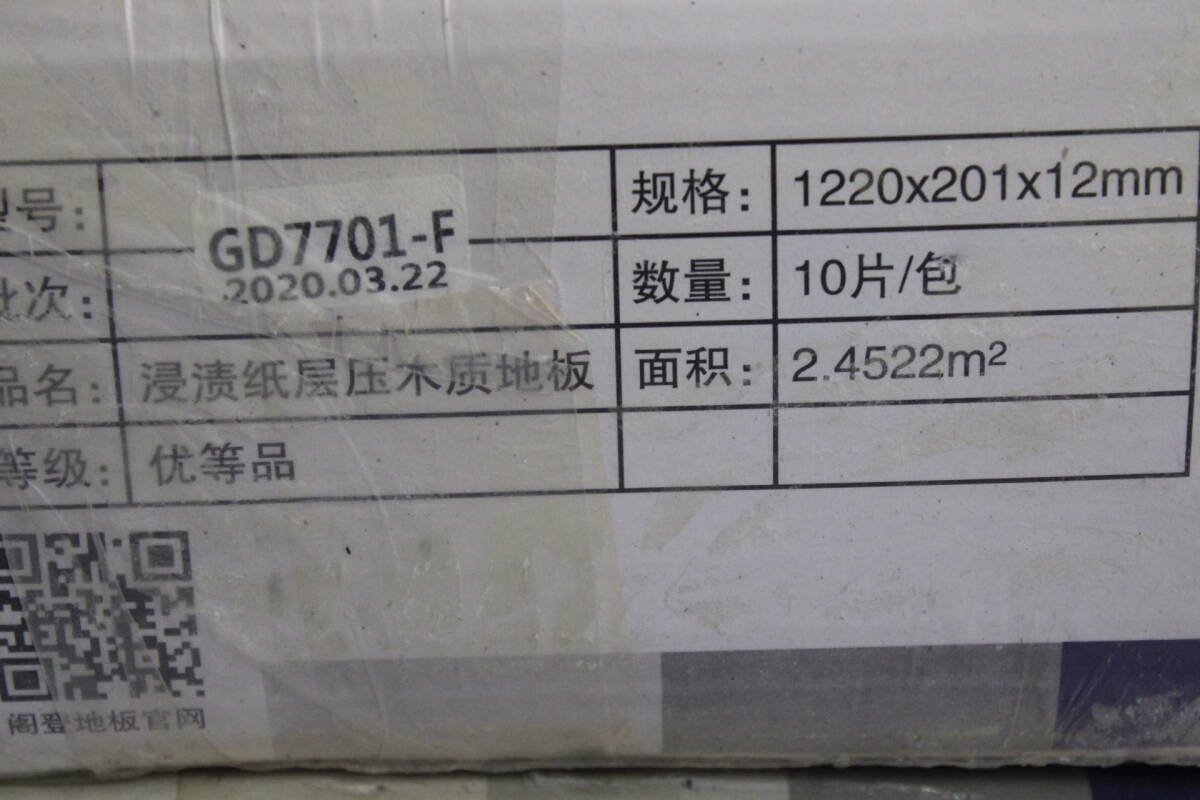 型号: GD7701-F 规格: 1220x201x12mm
批次: 2020.03.22 数量: 10片/包
品名: 浸渍纸层压木质地板 面积: 2.4522m²
等级: 优等品
阁登地板官网